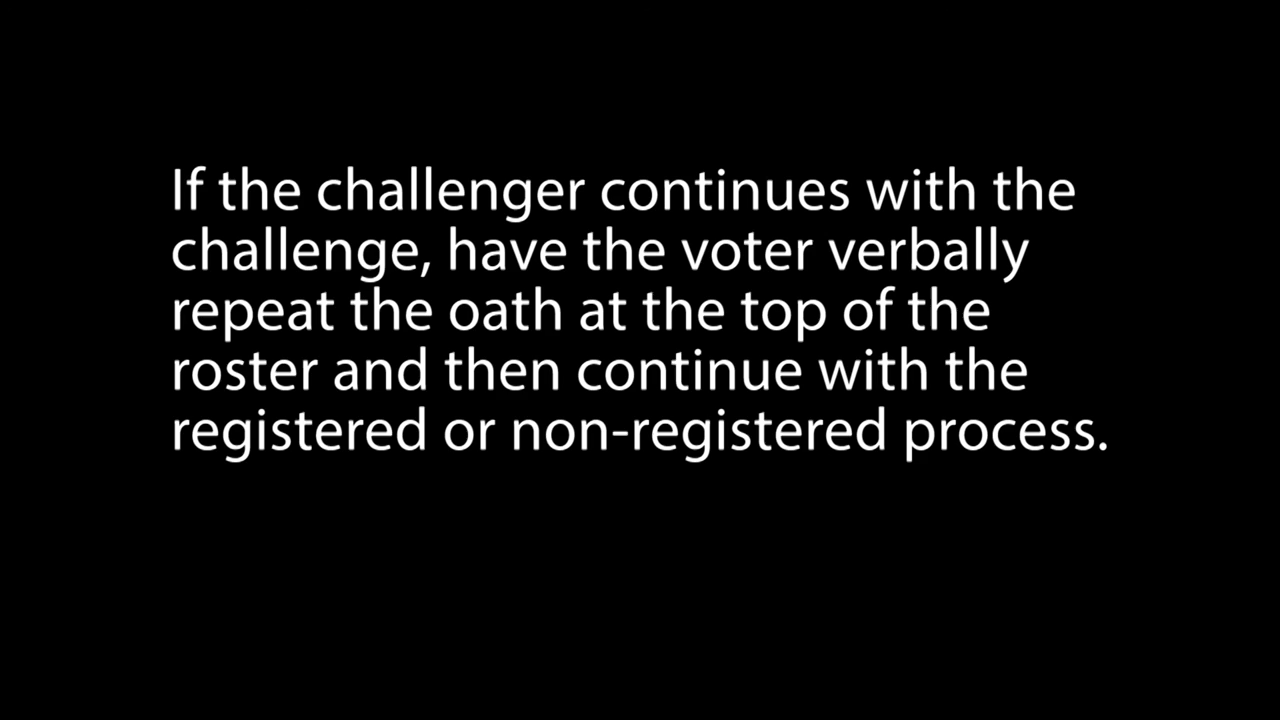 If the challenger continues with the
challenge, have the voter verbally
repeat the oath at the top of the
roster and then continue with the
registered or non-registered process.